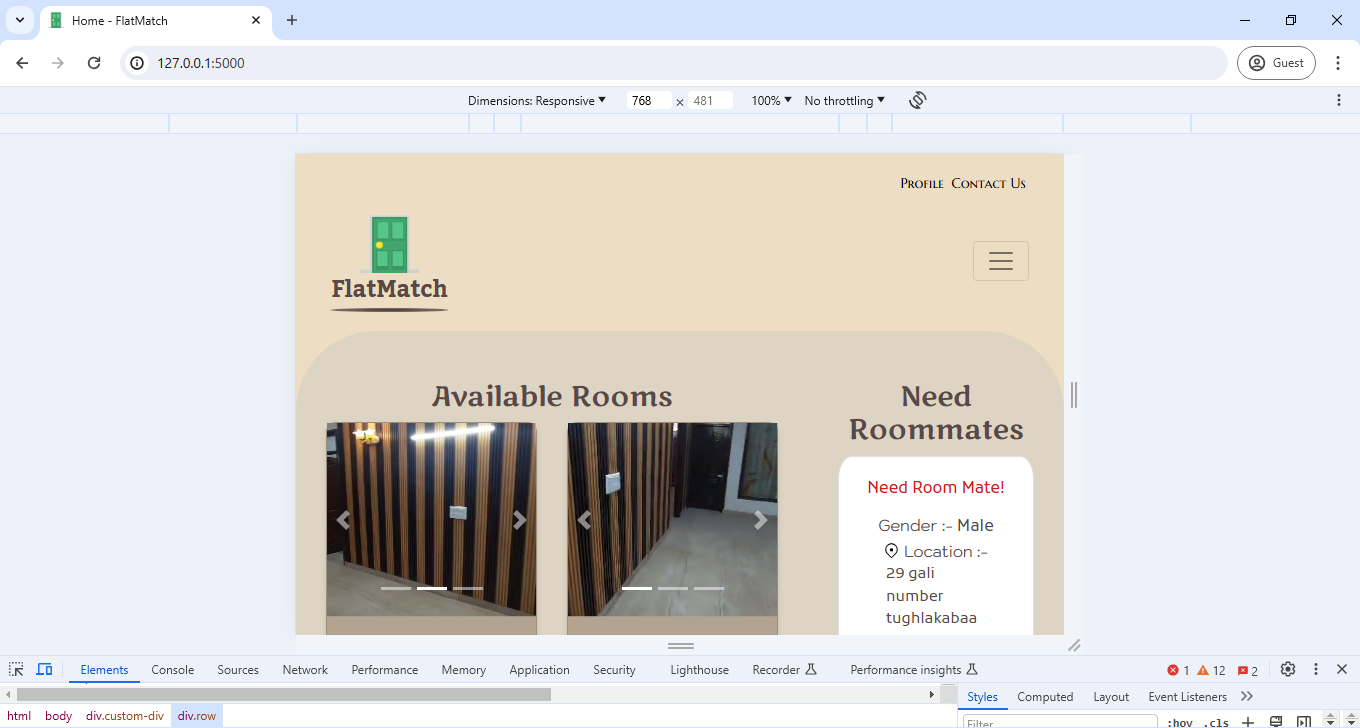 Home - FlatMatch
127.0.0.1:5000
Guest
Dimensions: Responsive 768 × 481 100% No throttling
Profile Contact Us
FlatMatch
Available Rooms
Need
Roommates
Need Room Mate!
Gender :- Male
Location :-
29 gali
number
tughlakabaa
Elements Console Sources Network Performance Memory Application Security Lighthouse Recorder Performance insights 1 12 2
Styles Computed Layout Event Listeners
html body div.custom-div div.row
Filter :hov .cls